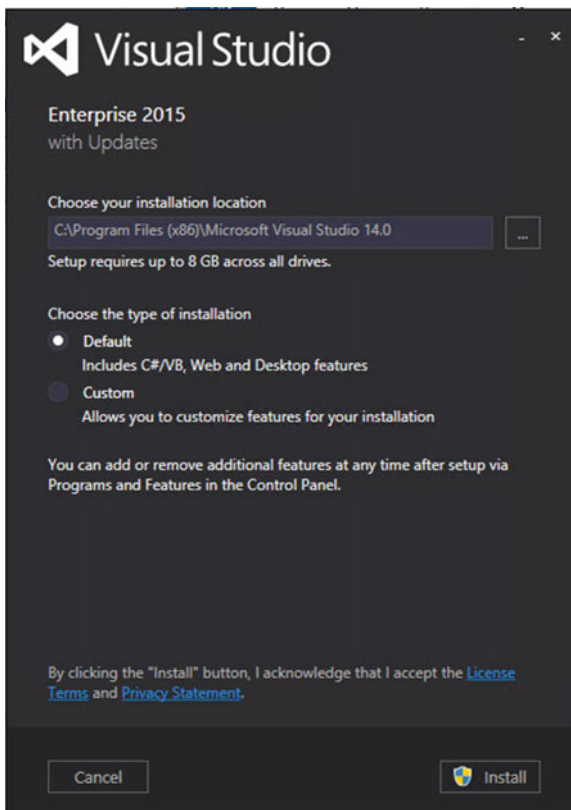 Visual Studio
Enterprise 2015
with Updates
Choose your installation location
C:\Program Files (x86)\Microsoft Visual Studio 14.0
...
Setup requires up to 8 GB across all drives.
Choose the type of installation
Default
Includes C#/VB, Web and Desktop features
Custom
Allows you to customize features for your installation
You can add or remove additional features at any time after setup via
Programs and Features in the Control Panel.
By clicking the "Install" button, I acknowledge that I accept the License
Terms and Privacy Statement.
Cancel
Install